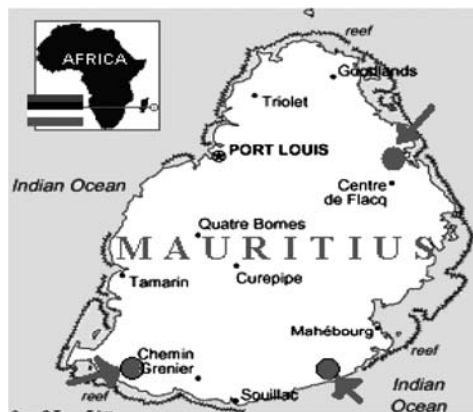 AFRICA
reef
Goodlands
Triolet
PORT LOUIS
Indian Ocean
Centre
de Flacq
Quatre Bornes
MAURITIUS
Tamarin
Curepipe
Mahébourg
reef
Chemin
Grenier
reef
Souillac
Indian
Ocean